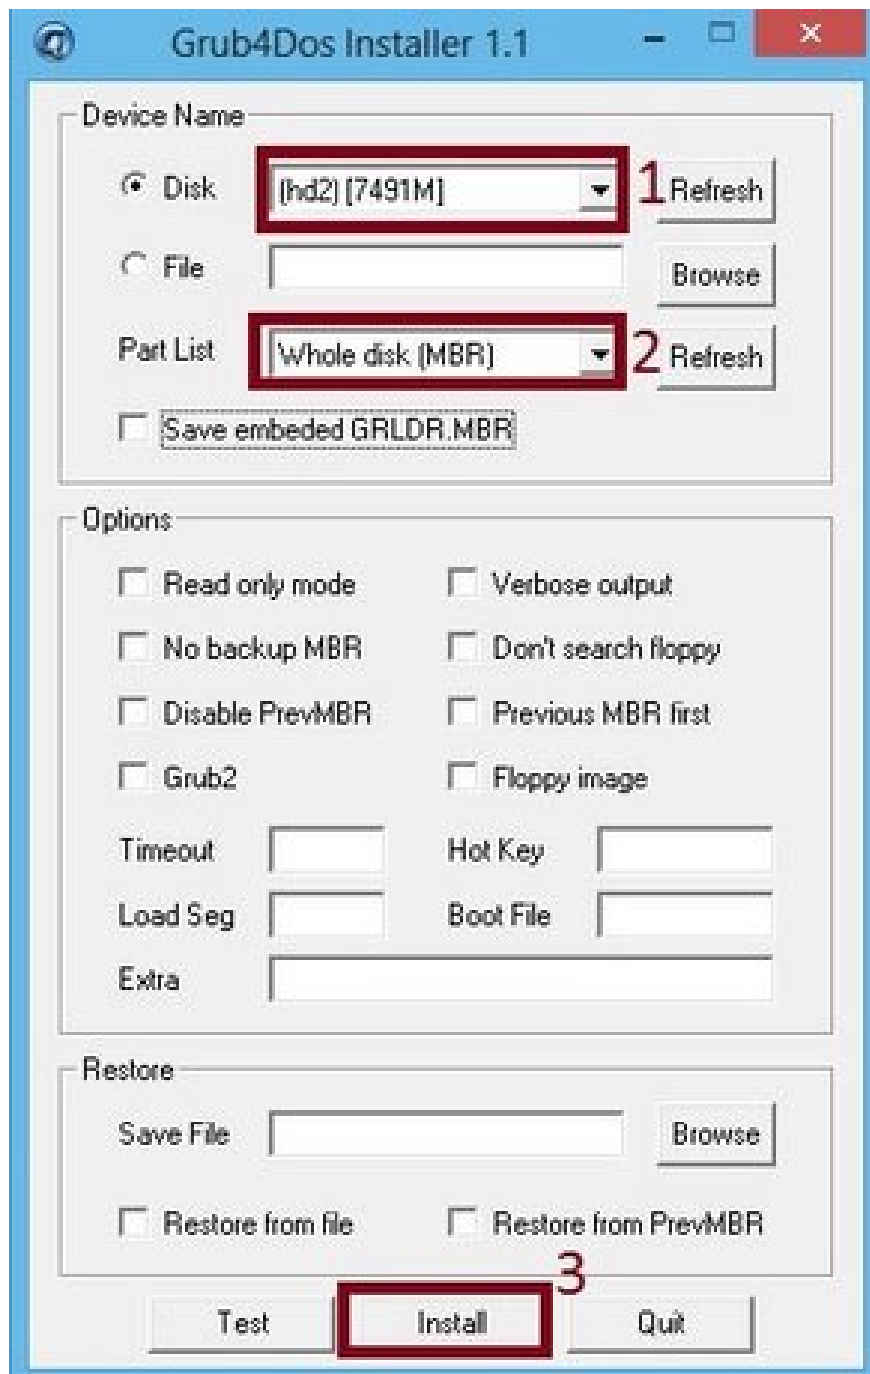 Grub4Dos Installer 1.1
Device Name
Disk (hd2) [7491M] 1 Refresh
File Browse
Part List Whole disk (MBR) 2 Refresh
Save embeded GRLDR.MBR
Options
Read only mode Verbose output
No backup MBR Don't search floppy
Disable PrevMBR Previous MBR first
Grub2 Floppy image
Timeout Hot Key
Load Seg Boot File
Extra
Restore
Save File Browse
Restore from file Restore from PrevMBR
3
Test Install Quit